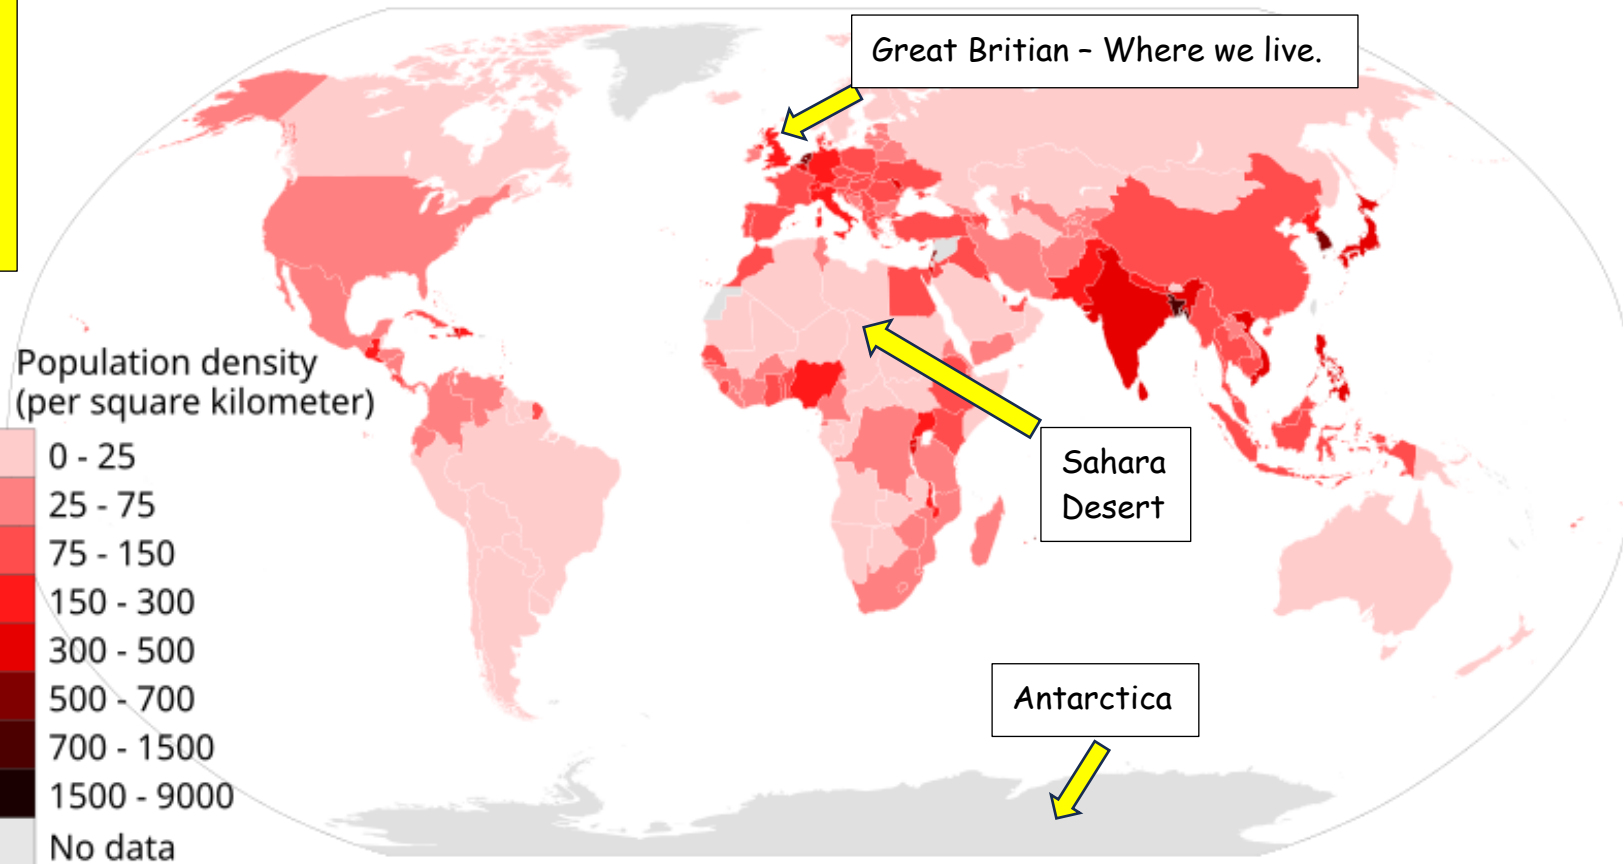 Great Britian – Where we live.
Population density
(per square kilometer)
0 - 25
25 - 75
75 - 150
150 - 300
300 - 500
500 - 700
700 - 1500
1500 - 9000
No data
Sahara
Desert
Antarctica